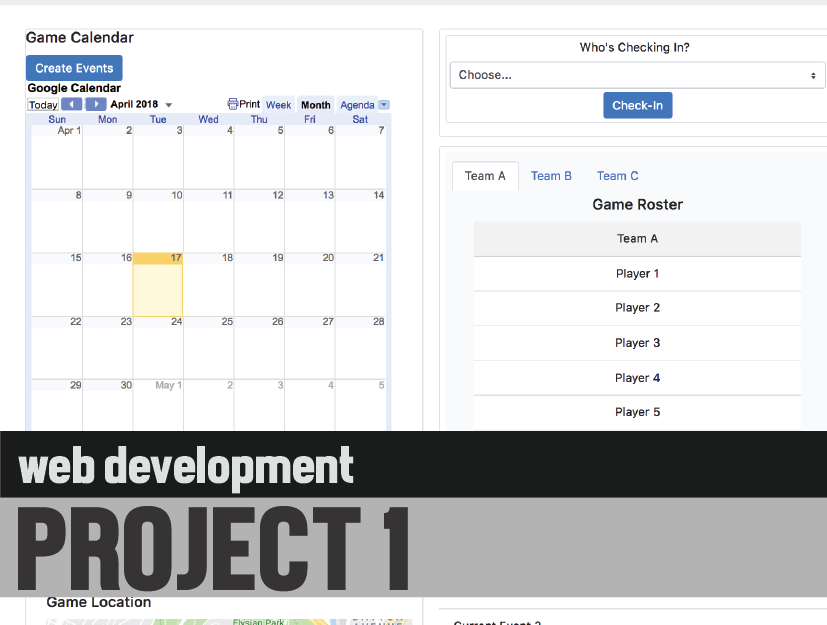 Game Calendar
Create Events
Google Calendar
Today April 2018 Print Week Month Agenda
Sun Mon Tue Wed Thu Fri Sat
Apr 1 2 3 4 5 6 7
8 9 10 11 12 13 14
15 16 17 18 19 20 21
22 23 24 25 26 27 28
29 30 May 1 2 3 4 5
Who's Checking In?
Choose...
Check-In
Team A Team B Team C
Game Roster
Team A
Player 1
Player 2
Player 3
Player 4
Player 5
web development
PROJECT 1
Game Location
Elysian Park
Current Event 2